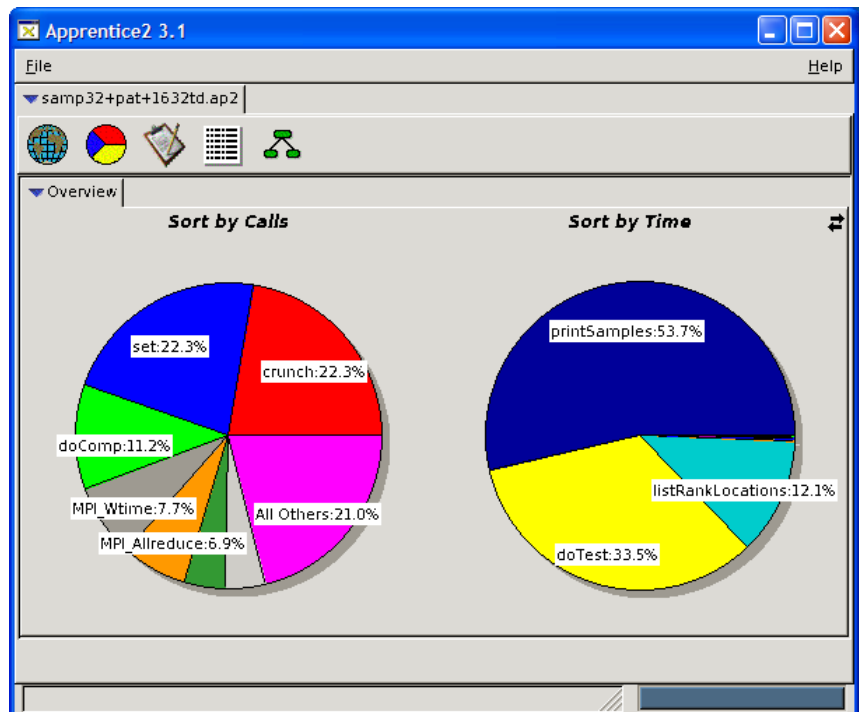 Apprentice2 3.1
File Help
samp32+pat+1632td.ap2
Overview
Sort by Calls
set:22.3%
crunch:22.3%
doComp:11.2%
MPI_Wtime:7.7%
MPI_Allreduce:6.9%
All Others:21.0%
Sort by Time
printSamples:53.7%
listRankLocations:12.1%
doTest:33.5%